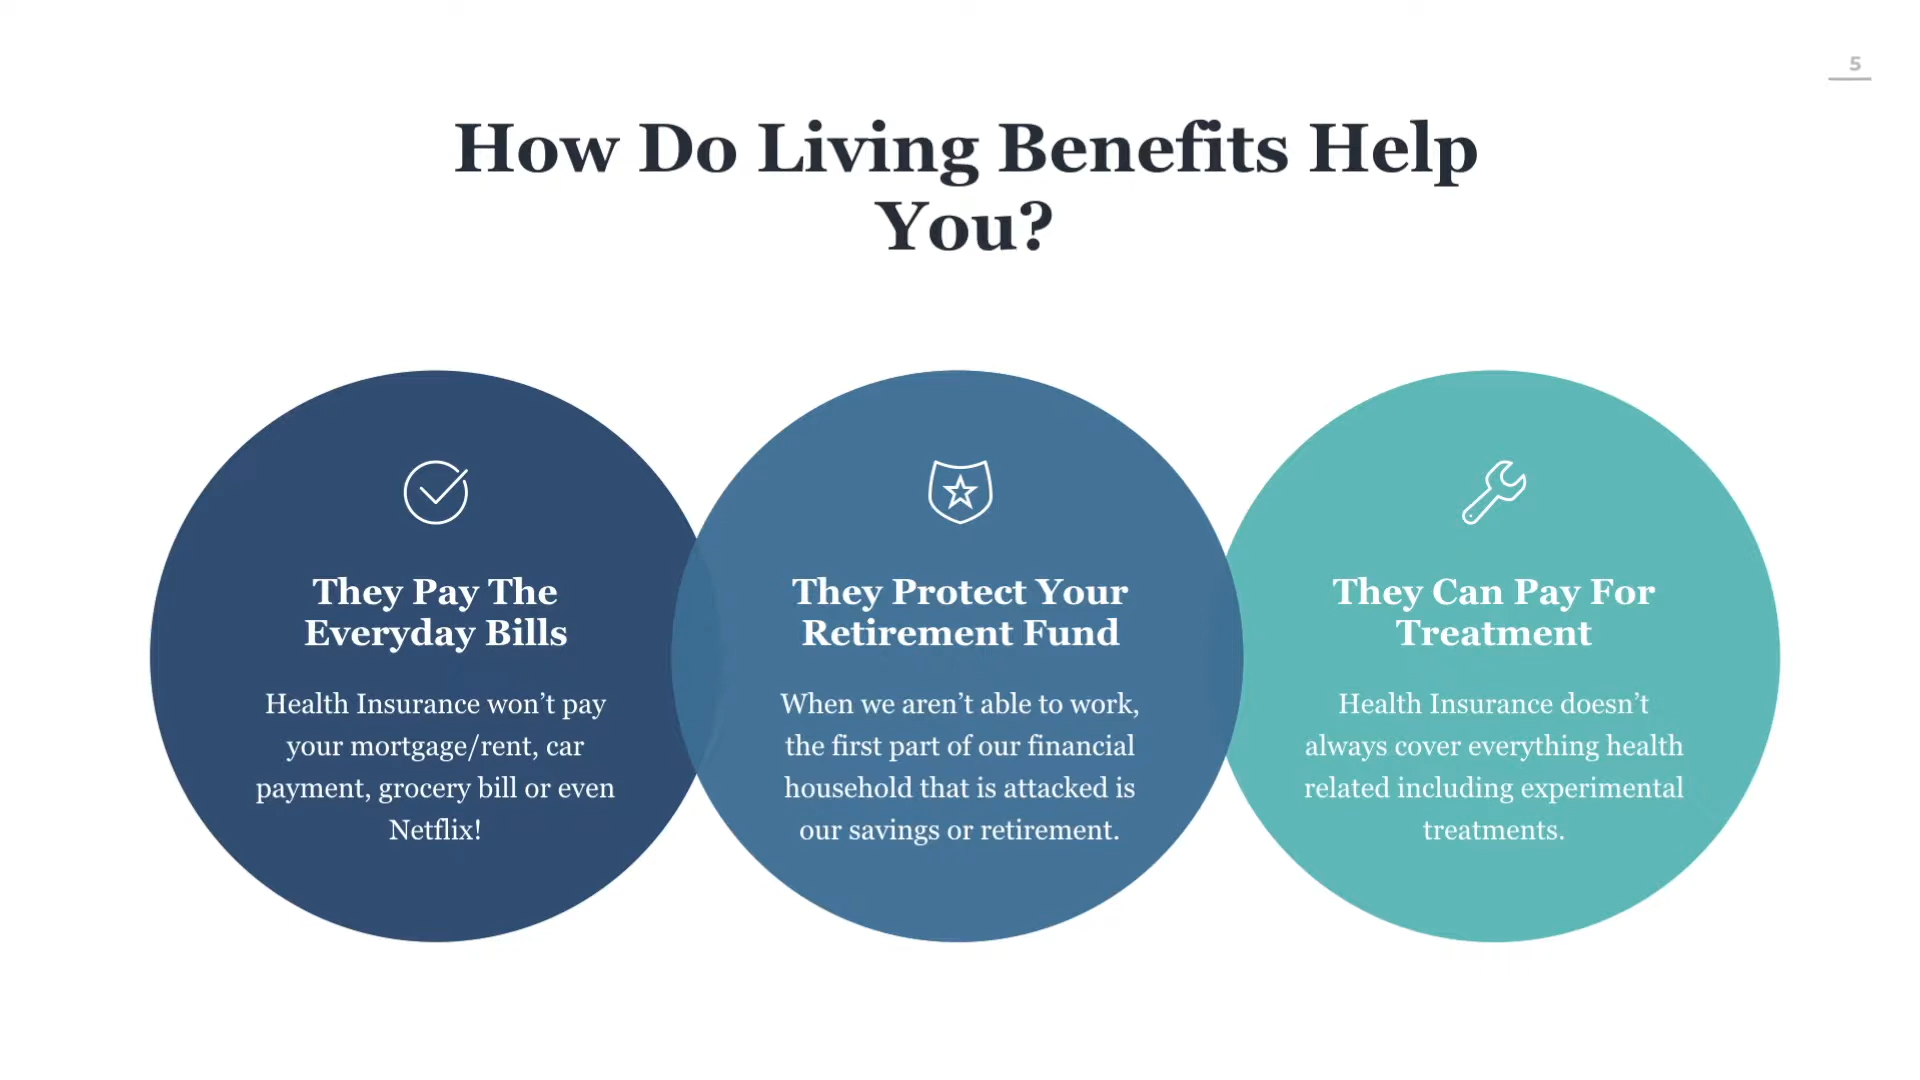 5
How Do Living Benefits Help
You?
They Pay The
Everyday Bills
Health Insurance won’t pay
your mortgage/rent, car
payment, grocery bill or even
Netflix!
They Protect Your
Retirement Fund
When we aren’t able to work,
the first part of our financial
household that is attacked is
our savings or retirement.
They Can Pay For
Treatment
Health Insurance doesn’t
always cover everything health
related including experimental
treatments.